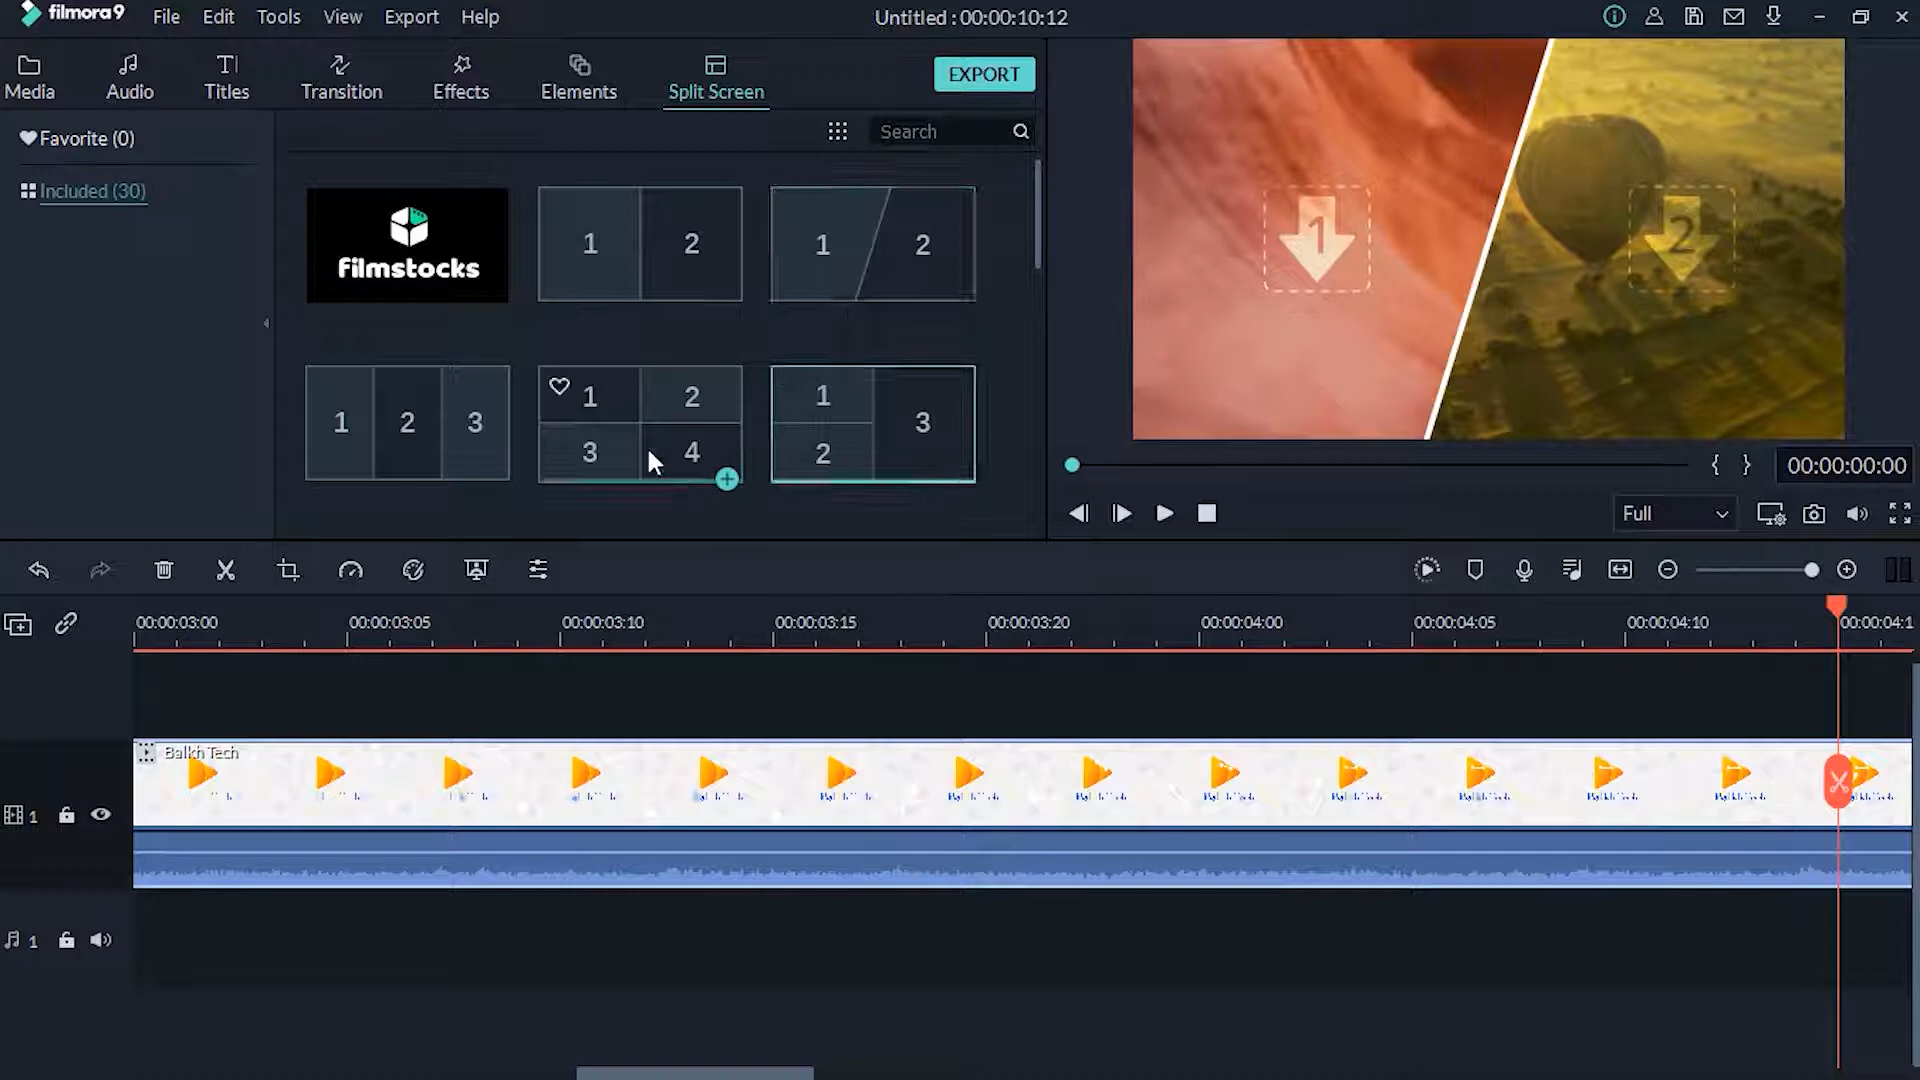 filmora9 File Edit Tools View Export Help Untitled : 00:00:10:12
Media Audio Titles Transition Effects Elements Split Screen EXPORT
Favorite (0)
Search
Included (30)
filmstocks
1 2
1 2
1 2 3
1 2 3 4
1 2 3
1 2
00:00:00:00
Full
00:00:03:00 00:00:03:05 00:00:03:10 00:00:03:15 00:00:03:20 00:00:04:00 00:00:04:05 00:00:04:10 00:00:04:1
Balkh Tech
1
1